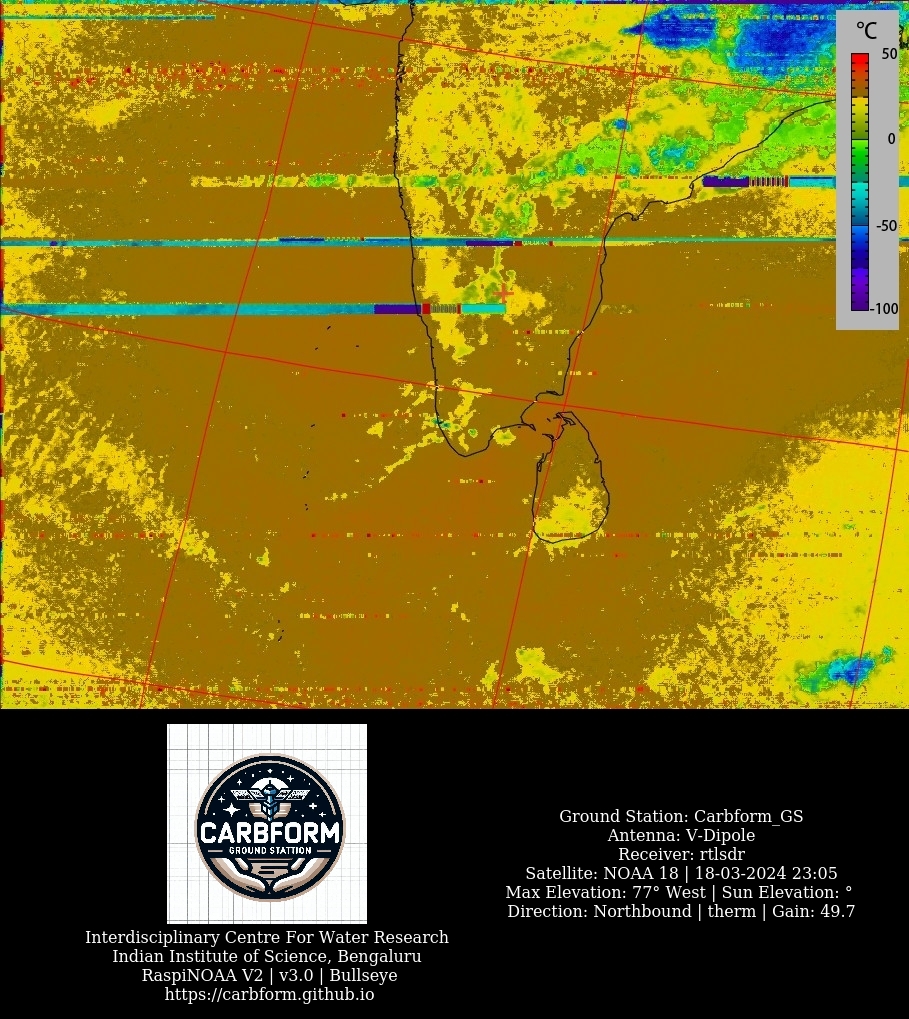 °C
50
0
-50
-100
CARBFORM
GROUND STATTION
Interdisciplinary Centre For Water Research
Indian Institute of Science, Bengaluru
RaspiNOAA V2 | v3.0 | Bullseye
https://carbform.github.io
Ground Station: Carbform_GS
Antenna: V-Dipole
Receiver: rtlsdr
Satellite: NOAA 18 | 18-03-2024 23:05
Max Elevation: 77° West | Sun Elevation: °
Direction: Northbound | therm | Gain: 49.7